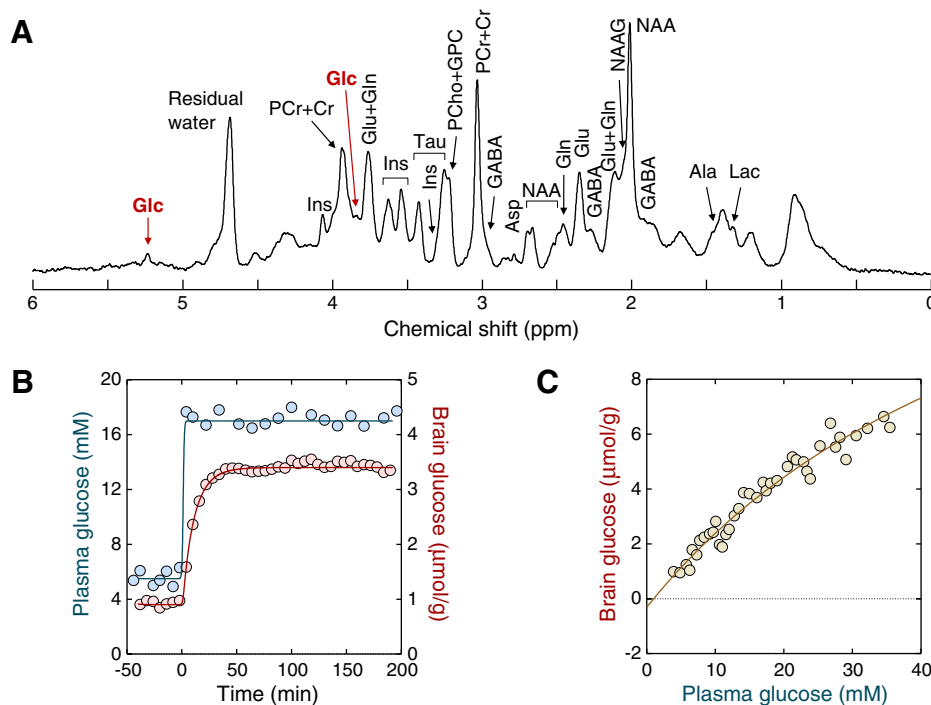 A
Residual
water
Glc
PCr+Cr
Ins
Glc
Glu+Gln
Ins
Tau
Ins
PCho+GPC
PCr+Cr
GABA
Asp
NAA
Gln
Glu
GABA
Glu+Gln
NAAG
NAA
GABA
Ala
Lac
6 5 4 3 2 1 0
Chemical shift (ppm)
B
Plasma glucose (mM)
20
16
12
8
4
0
Brain glucose
(μmol/g)
5
4
3
2
1
0
-50 0 50 100 150 200
Time (min)
C
Brain glucose (μmol/g)
8
6
4
2
0
-2
0 10 20 30 40
Plasma glucose (mM)